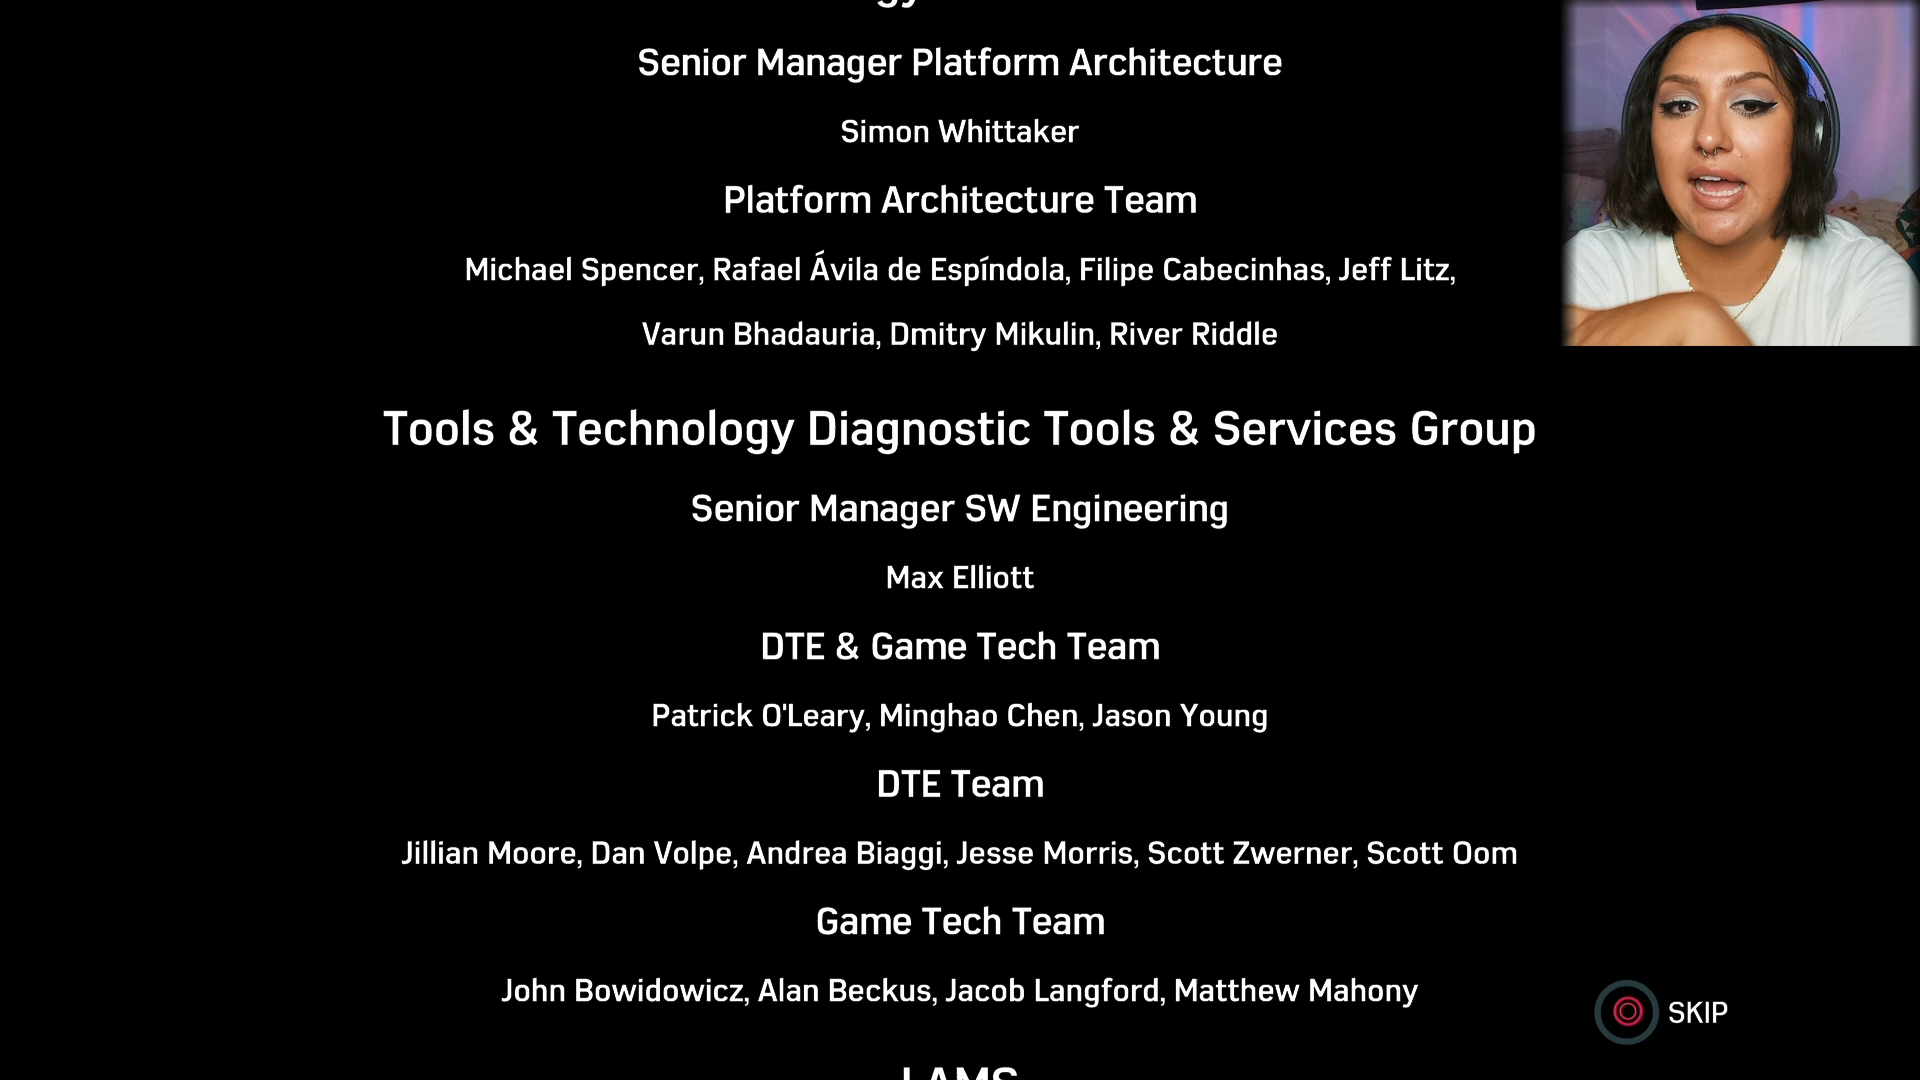 Senior Manager Platform Architecture
Simon Whittaker
Platform Architecture Team
Michael Spencer, Rafael Ávila de Espíndola, Filipe Cabecinhas, Jeff Litz,
Varun Bhadauria, Dmitry Mikulin, River Riddle
Tools & Technology Diagnostic Tools & Services Group
Senior Manager SW Engineering
Max Elliott
DTE & Game Tech Team
Patrick O'Leary, Minghao Chen, Jason Young
DTE Team
Jillian Moore, Dan Volpe, Andrea Biaggi, Jesse Morris, Scott Zwerner, Scott Oom
Game Tech Team
John Bowidowicz, Alan Beckus, Jacob Langford, Matthew Mahony
SKIP